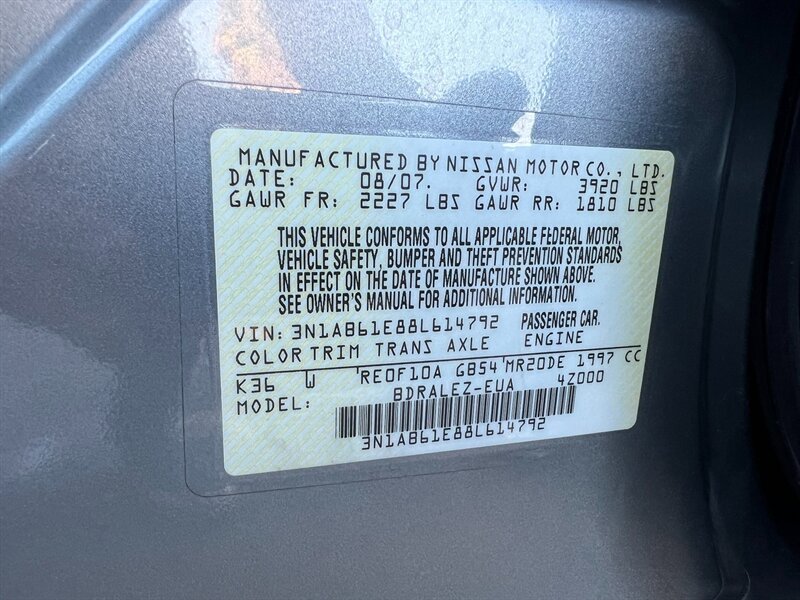 MANUFACTURED BY NISSAN MOTOR CO., LTD.
DATE: 08/07. GVWR: 3920 LBS
GAWR FR: 2227 LBS GAWR RR: 1810 LBS
THIS VEHICLE CONFORMS TO ALL APPLICABLE FEDERAL MOTOR,
VEHICLE SAFETY, BUMPER AND THEFT PREVENTION STANDARDS
IN EFFECT ON THE DATE OF MANUFACTURE SHOWN ABOVE.
SEE OWNER'S MANUAL FOR ADDITIONAL INFORMATION.
VIN: 3N1AB61E88L614792 PASSENGER CAR.
COLOR TRIM TRANS AXLE ENGINE
K36 W RE0F10A GB54 MR20DE 1997 CC
MODEL: BDRALEZ-EUA 4Z000
3N1AB61E88L614792